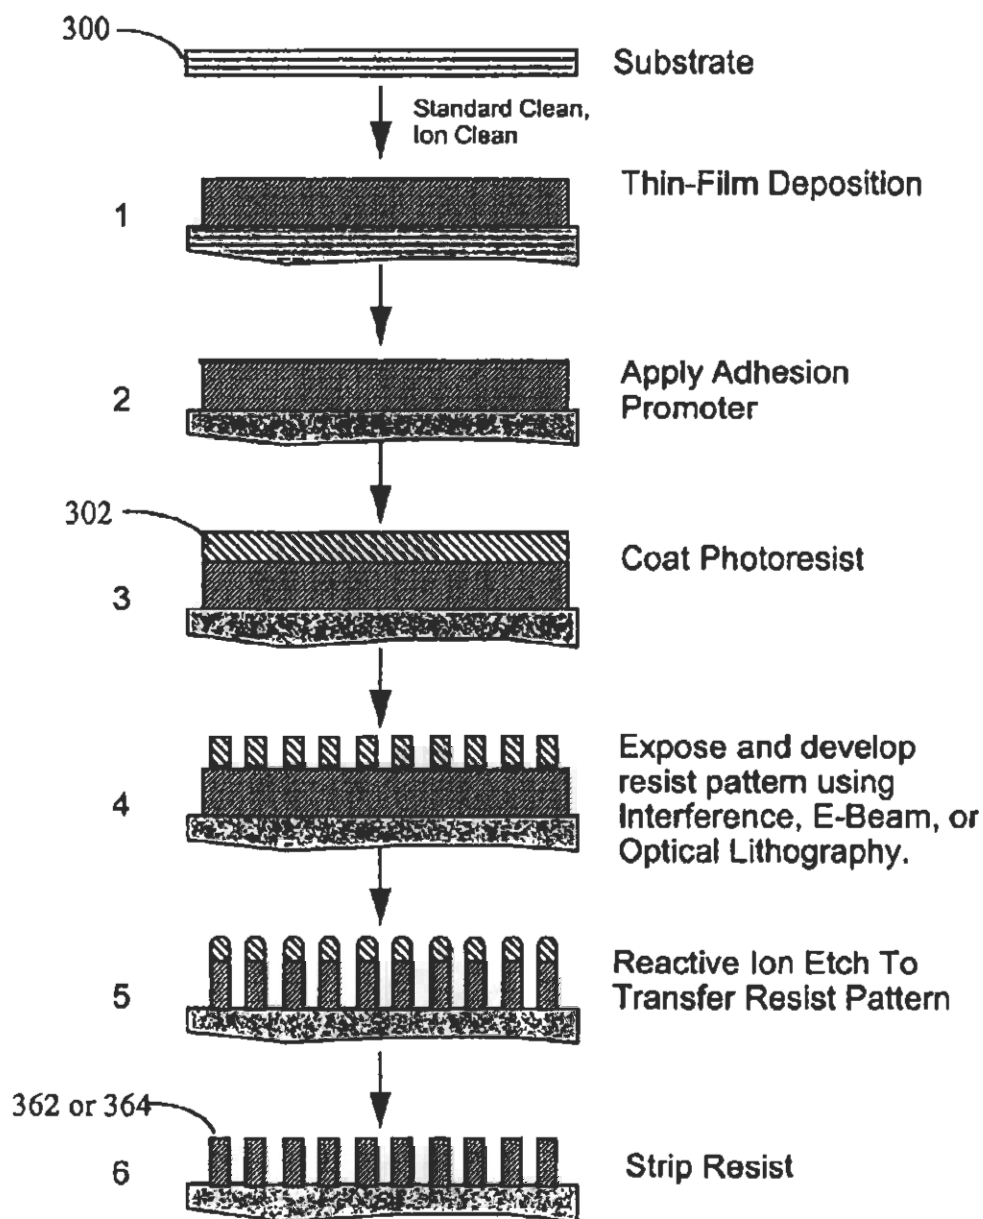 300
Substrate
Standard Clean,
Ion Clean
Thin-Film Deposition
1
Apply Adhesion
Promoter
2
302
Coat Photoresist
3
Expose and develop
resist pattern using
Interference, E-Beam, or
Optical Lithography.
4
Reactive Ion Etch To
Transfer Resist Pattern
5
362 or 364
Strip Resist
6